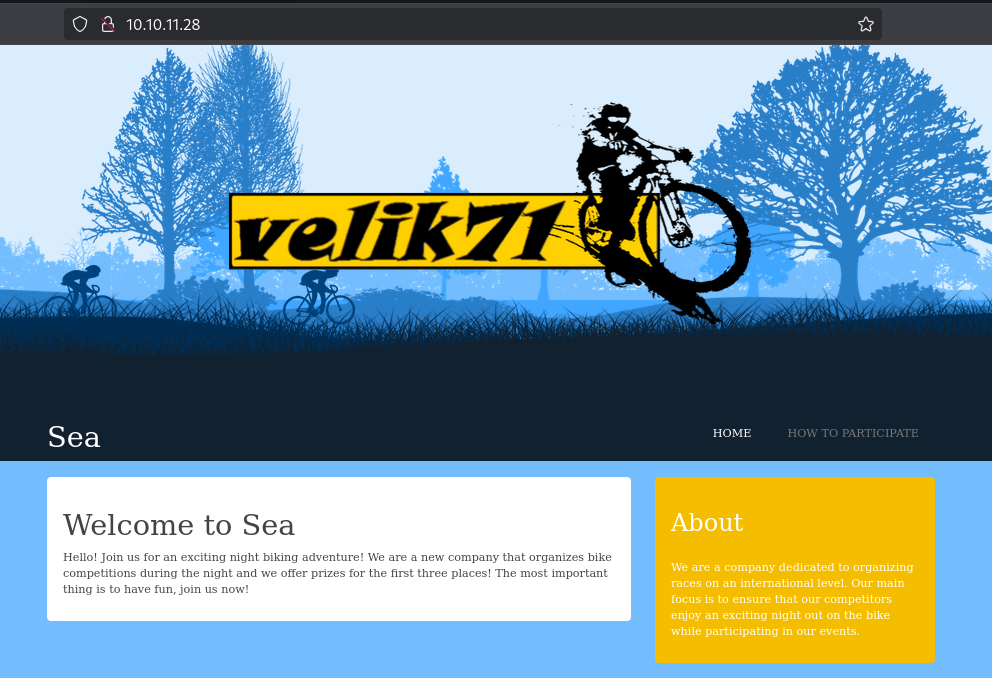 10.10.11.28
velik71
Sea
HOME
HOW TO PARTICIPATE
Welcome to Sea
Hello! Join us for an exciting night biking adventure! We are a new company that organizes bike
competitions during the night and we offer prizes for the first three places! The most important
thing is to have fun, join us now!
About
We are a company dedicated to organizing
races on an international level. Our main
focus is to ensure that our competitors
enjoy an exciting night out on the bike
while participating in our events.